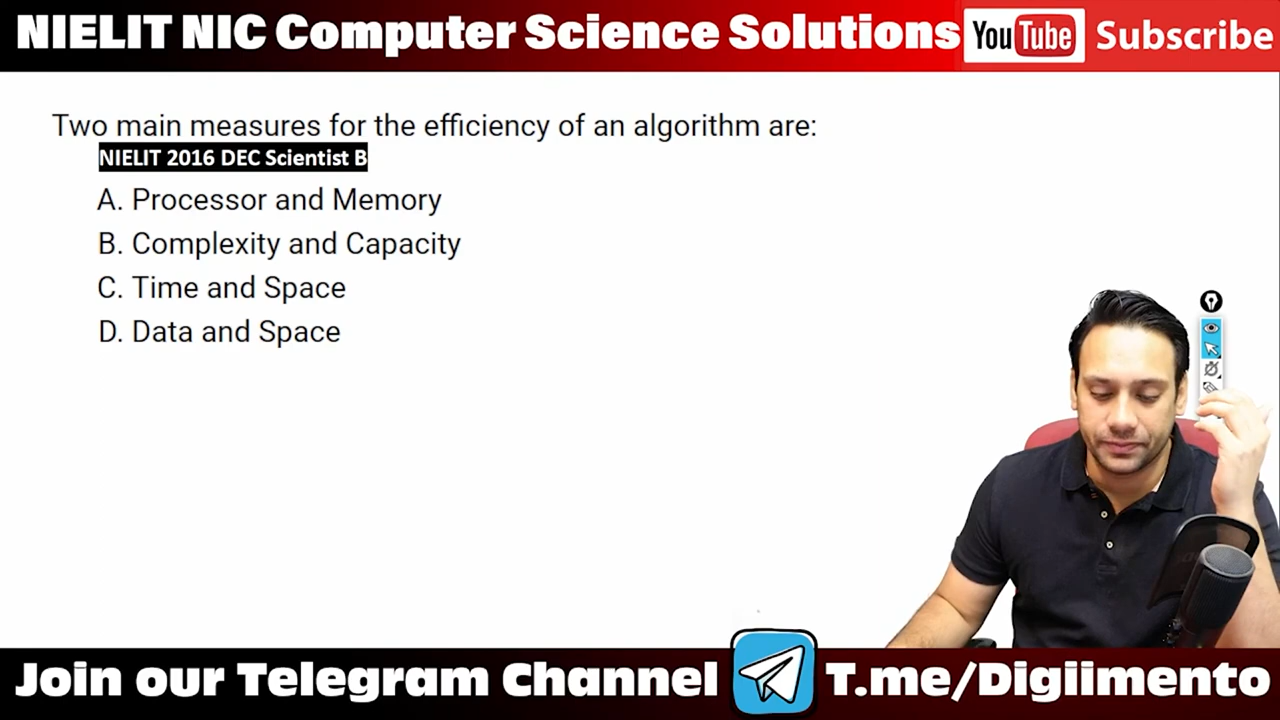 NIELIT NIC Computer Science Solutions YouTube Subscribe
Two main measures for the efficiency of an algorithm are:
NIELIT 2016 DEC Scientist B
A. Processor and Memory
B. Complexity and Capacity
C. Time and Space
D. Data and Space
Join our Telegram Channel T.me/Digiimento